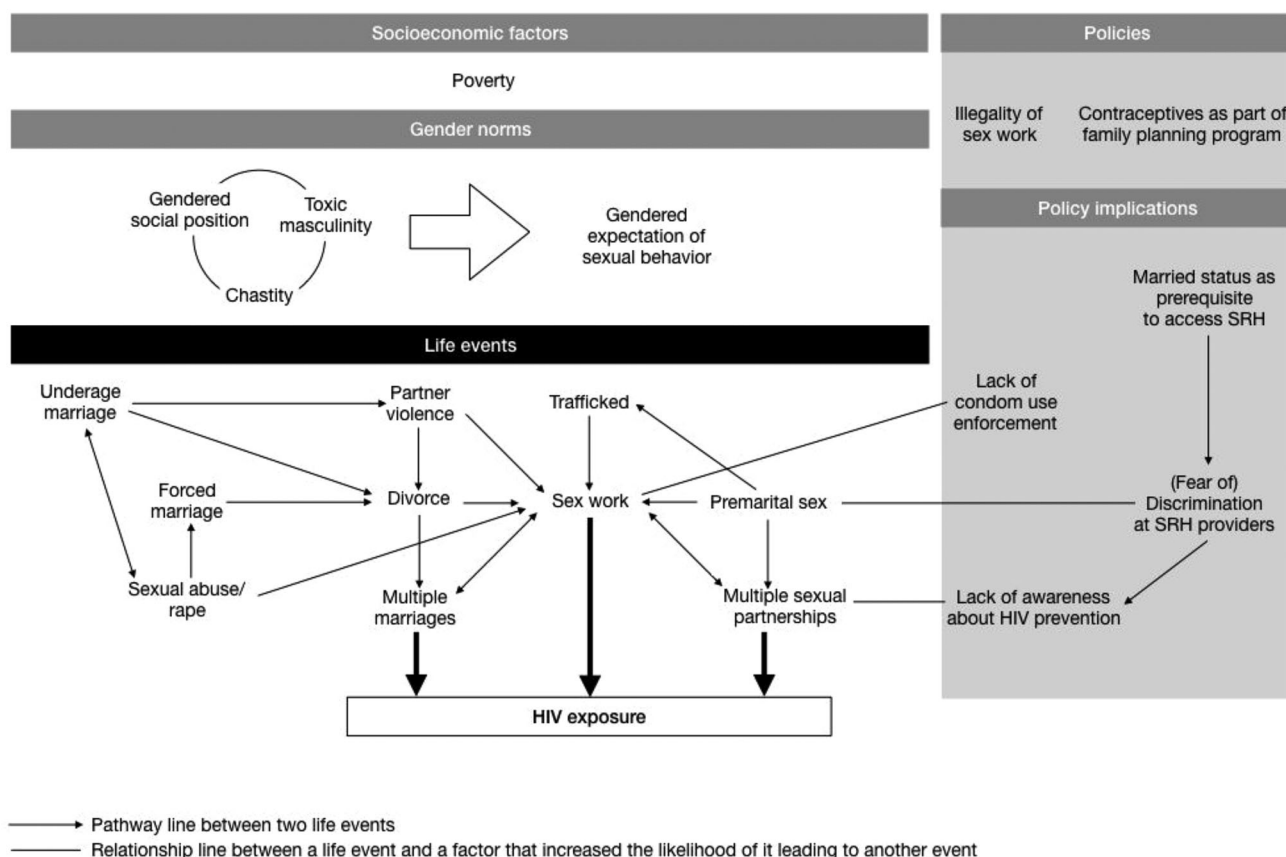 Socioeconomic factors
Poverty
Gender norms
Gendered
social position
Toxic
masculinity
Chastity
Gendered
expectation of
sexual behavior
Policies
Illegality of
sex work
Contraceptives as part of
family planning program
Policy implications
Married status as
prerequisite
to access SRH
Lack of
condom use
enforcement
(Fear of)
Discrimination
at SRH providers
Lack of awareness
about HIV prevention
Life events
Underage
marriage
Partner
violence
Trafficked
Forced
marriage
Divorce
Sex work
Premarital sex
Sexual abuse/
rape
Multiple
marriages
Multiple sexual
partnerships
HIV exposure
Pathway line between two life events
Relationship line between a life event and a factor that increased the likelihood of it leading to another event